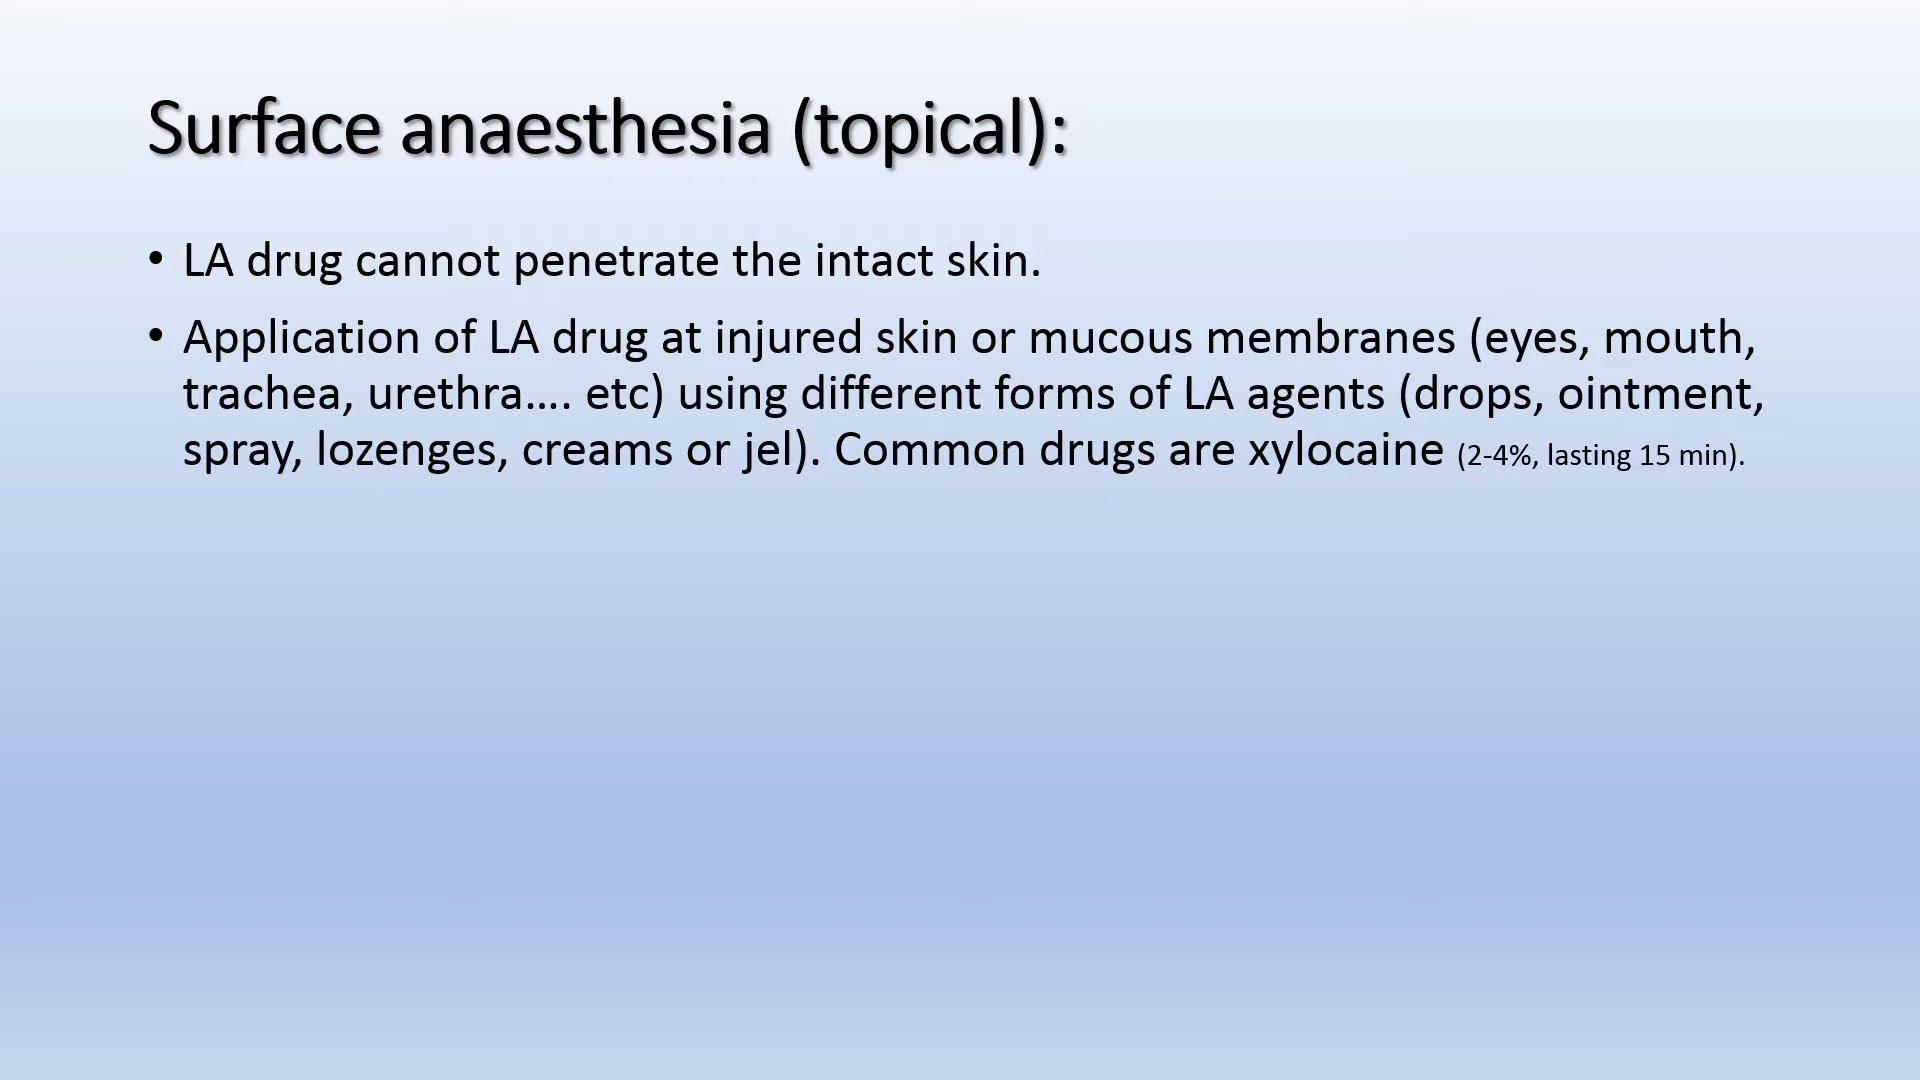 Surface anaesthesia (topical):
• LA drug cannot penetrate the intact skin.
• Application of LA drug at injured skin or mucous membranes (eyes, mouth,
trachea, urethra.... etc) using different forms of LA agents (drops, ointment,
spray, lozenges, creams or jel). Common drugs are xylocaine (2-4%, lasting 15 min).